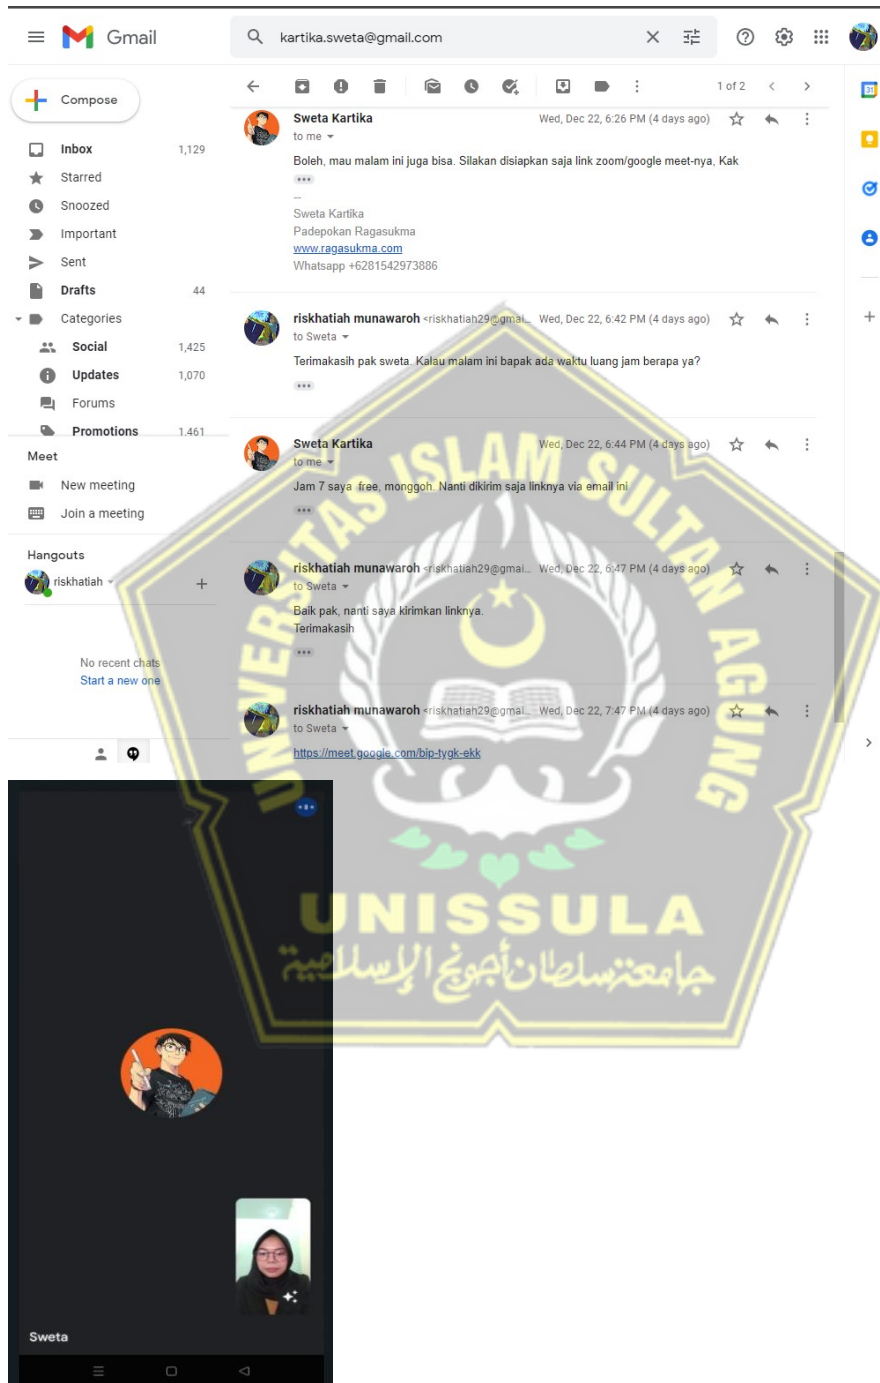 Gmail
kartika.sweta@gmail.com
Compose
1 of 2
Inbox 1,129
Starred
Snoozed
Important
Sent
Drafts 44
Categories
Social 1,425
Updates 1,070
Forums
Promotions 1,461
Meet
New meeting
Join a meeting
Hangouts
riskhatiah
No recent chats
Start a new one
31
Sweta Kartika Wed, Dec 22, 6:26 PM (4 days ago)
to me
Boleh, mau malam ini juga bisa. Silakan disiapkan saja link zoom/google meet-nya, Kak
--
Sweta Kartika
Padepokan Ragasukma
www.ragasukma.com
Whatsapp +6281542973886
riskhatiah munawaroh <riskhatiah29@gmai... Wed, Dec 22, 6:42 PM (4 days ago)
to Sweta
Terimakasih pak sweta. Kalau malam ini bapak ada waktu luang jam berapa ya?
Sweta Kartika Wed, Dec 22, 6:44 PM (4 days ago)
to me
Jam 7 saya free, monggoh. Nanti dikirim saja linknya via email ini
riskhatiah munawaroh <riskhatiah29@gmai... Wed, Dec 22, 6:47 PM (4 days ago)
to Sweta
Baik pak, nanti saya kirimkan linknya.
Terimakasih
riskhatiah munawaroh <riskhatiah29@gmai... Wed, Dec 22, 7:47 PM (4 days ago)
to Sweta
https://meet.google.com/bip-tygk-ekk
UNIVERSITAS ISLAM SULTAN AGUNG
UNISSULA
جامعة سلطان أجونج الإسلامية
Sweta